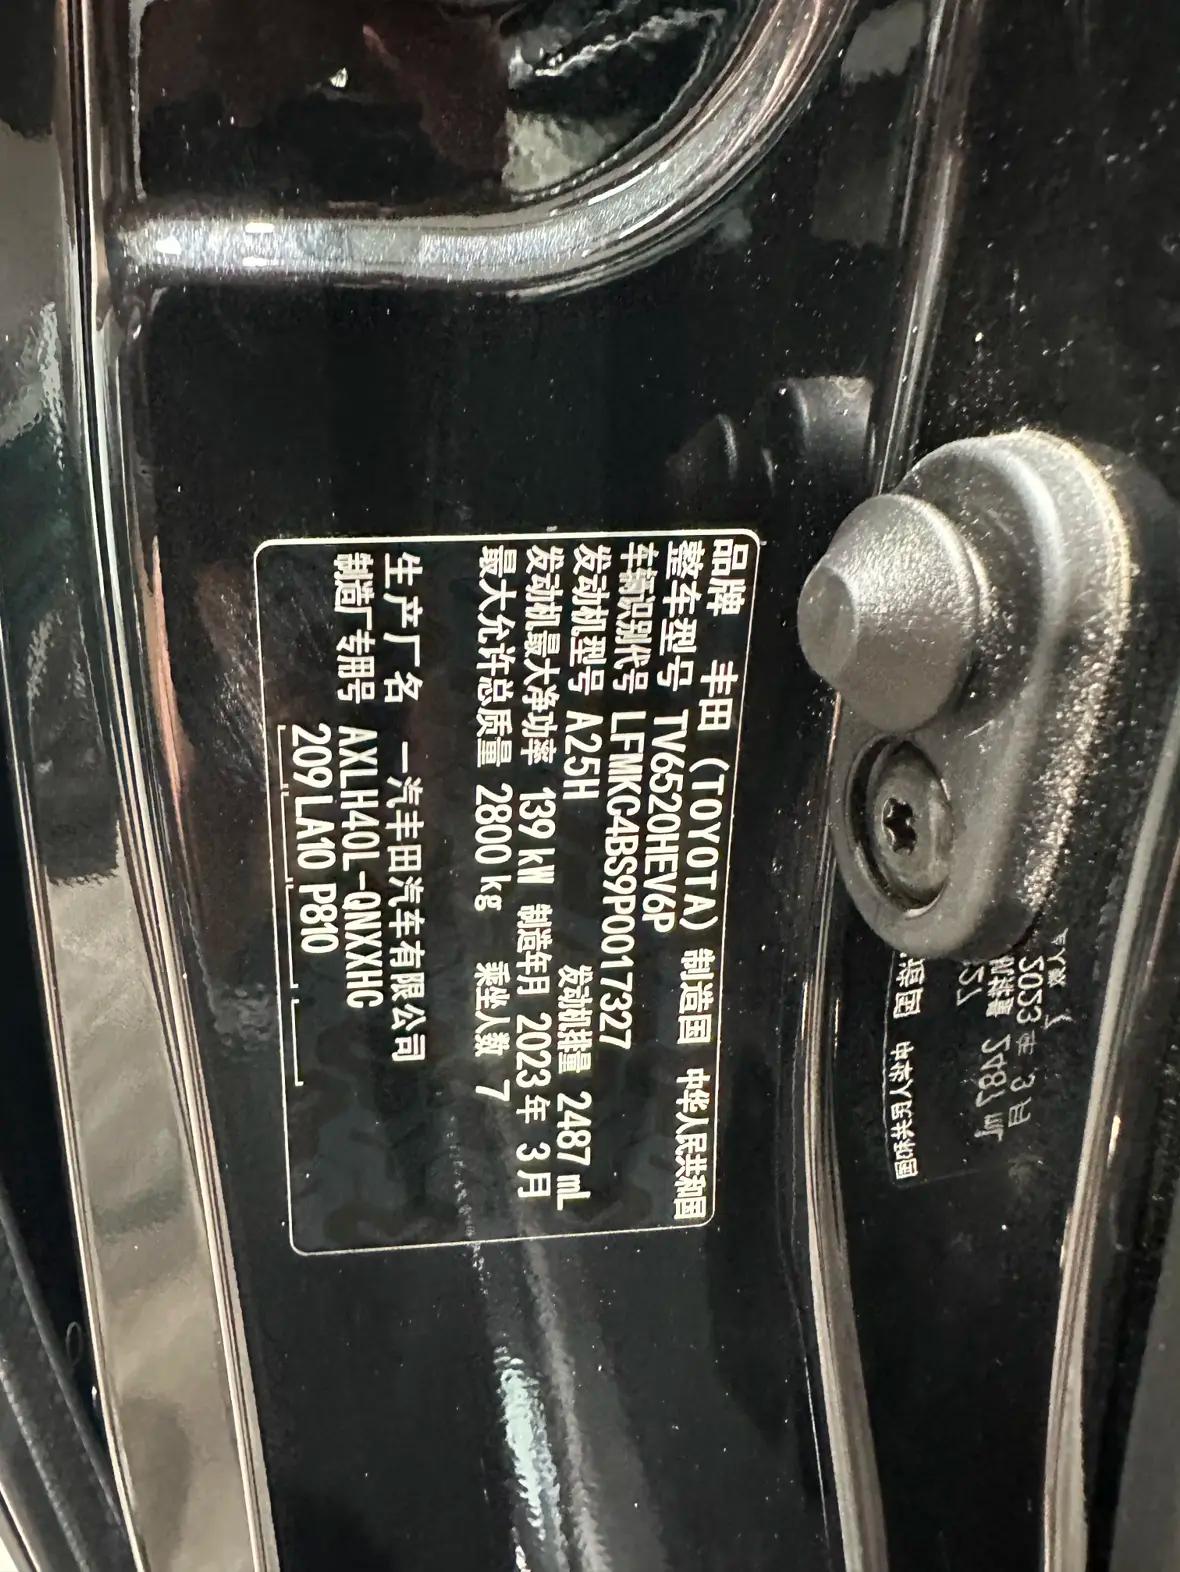 品牌 丰田(TOYOTA) 制造国 中华人民共和国
整车型号 TV6520HEV6P
车辆识别代号 LFMKC4BS9P0017327
发动机型号 A25H 发动机排量 2487 mL
发动机最大净功率 139 kW 制造年月 2023年 3月
最大允许总质量 2800 kg 乘坐人数 7
生产厂名 一汽丰田汽车有限公司
制造厂专用号 AXLH40L-QNXXHC
209 LA10 P810